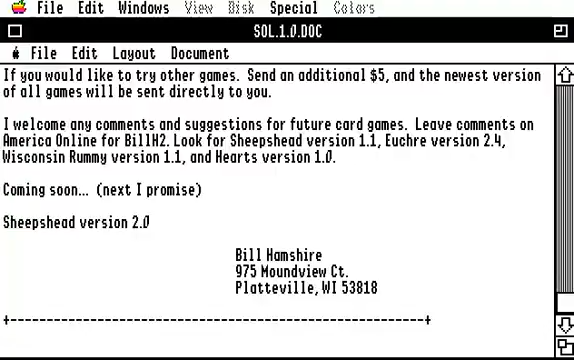 File Edit Windows View Disk Special Colors
SOL.1.0.DOC
File Edit Layout Document
If you would like to try other games. Send an additional $5, and the newest version
of all games will be sent directly to you.
I welcome any comments and suggestions for future card games. Leave comments on
America Online for BillH2. Look for Sheepshead version 1.1, Euchre version 2.4,
Wisconsin Rummy version 1.1, and Hearts version 1.0.
Coming soon... (next I promise)
Sheepshead version 2.0
Bill Hamshire
975 Moundview Ct.
Platteville, WI 53818
+----------------------------------------------------------+